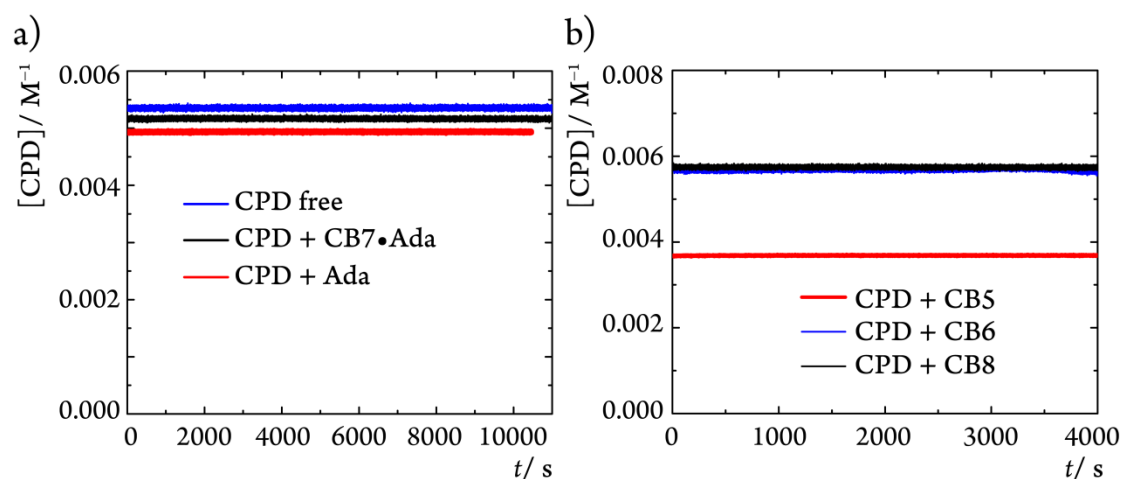 a)
[CPD] / M⁻¹
0.006
0.004
0.002
0.000
CPD free
CPD + CB7•Ada
CPD + Ada
0 2000 4000 6000 8000 10000
t/ s
b)
[CPD] / M⁻¹
0.008
0.006
0.004
0.002
0.000
CPD + CB5
CPD + CB6
CPD + CB8
0 1000 2000 3000 4000
t/ s